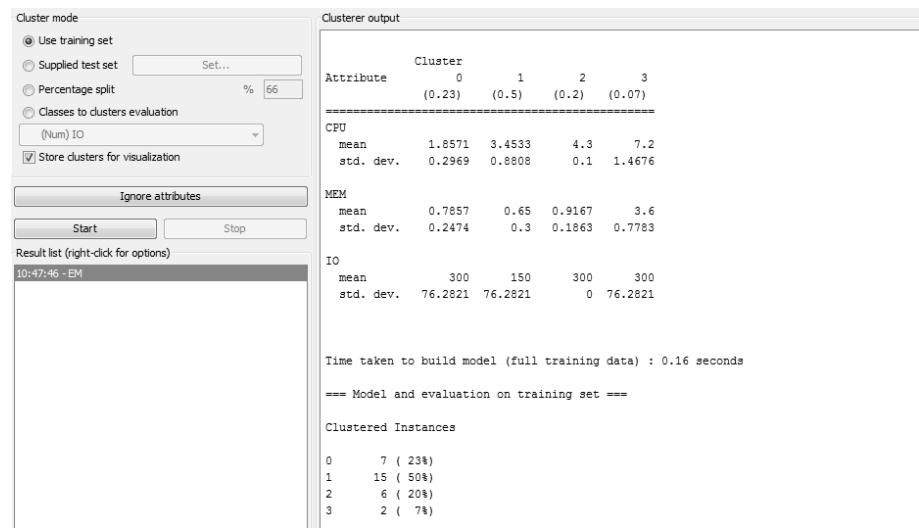 Cluster mode
Use training set
Supplied test set Set...
Percentage split % 66
Classes to clusters evaluation
(Num) IO
Store clusters for visualization
Ignore attributes
Start Stop
Result list (right-click for options)
10:47:46 - EM
Clusterer output
Cluster
Attribute 0 1 2 3
(0.23) (0.5) (0.2) (0.07)
======================================================
CPU
mean 1.8571 3.4533 4.3 7.2
std. dev. 0.2969 0.8808 0.1 1.4676
MEM
mean 0.7857 0.65 0.9167 3.6
std. dev. 0.2474 0.3 0.1863 0.7783
IO
mean 300 150 300 300
std. dev. 76.2821 76.2821 0 76.2821
Time taken to build model (full training data) : 0.16 seconds
=== Model and evaluation on training set ===
Clustered Instances
0 7 ( 23%)
1 15 ( 50%)
2 6 ( 20%)
3 2 ( 7%)